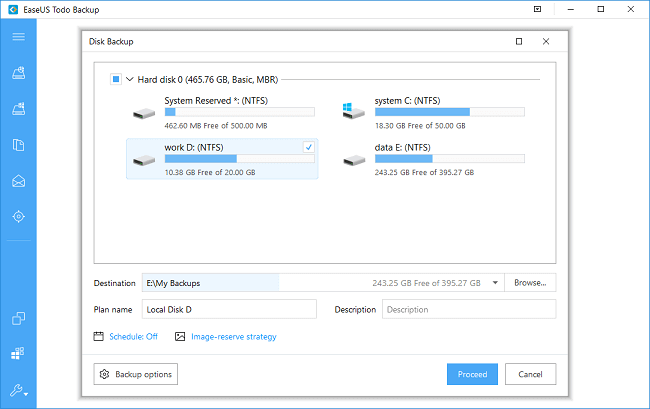 EaseUS Todo Backup
Disk Backup
Hard disk 0 (465.76 GB, Basic, MBR)
System Reserved *: (NTFS)
462.60 MB Free of 500.00 MB
system C: (NTFS)
18.30 GB Free of 50.00 GB
work D: (NTFS)
10.38 GB Free of 20.00 GB
data E: (NTFS)
243.25 GB Free of 395.27 GB
Destination E:\My Backups 243.25 GB Free of 395.27 GB Browse...
Plan name Local Disk D Description Description
Schedule: Off Image-reserve strategy
Backup options Proceed Cancel